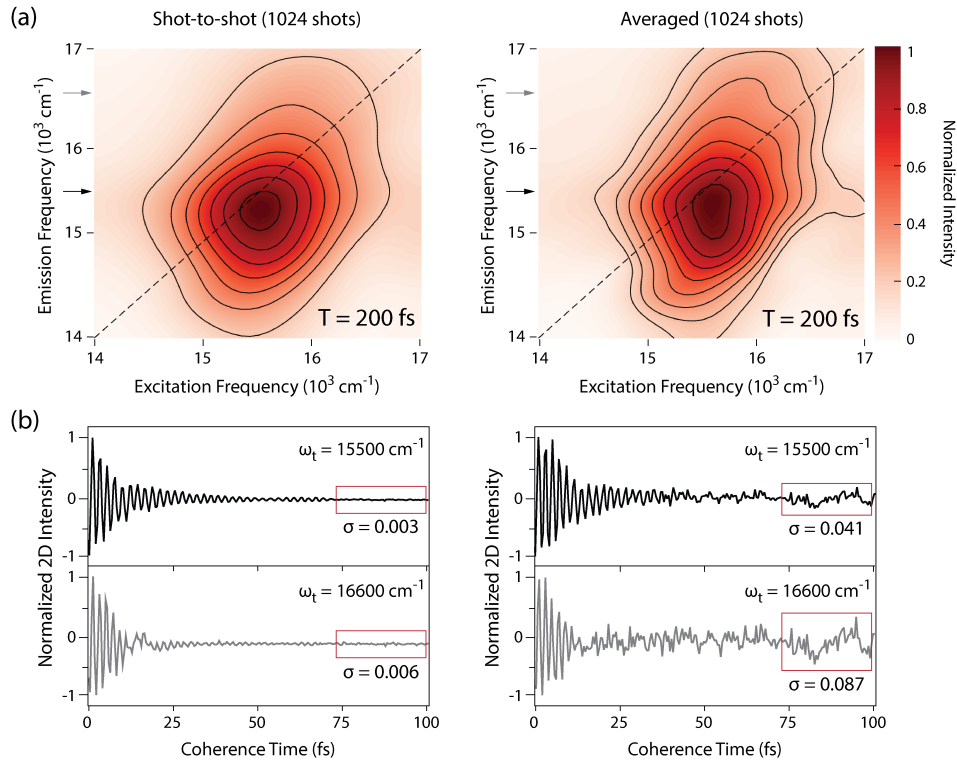 (a)
Shot-to-shot (1024 shots)
Averaged (1024 shots)
Emission Frequency (10³ cm⁻¹)
17
16
15
14
T = 200 fs
14 15 16 17
Excitation Frequency (10³ cm⁻¹)
Emission Frequency (10³ cm⁻¹)
17
16
15
14
T = 200 fs
14 15 16 17
Excitation Frequency (10³ cm⁻¹)
1
0.8
0.6
0.4
0.2
0
Normalized Intensity
(b)
Normalized 2D Intensity
1
0
-1
ωt = 15500 cm⁻¹
σ = 0.003
1
0
-1
ωt = 16600 cm⁻¹
σ = 0.006
0 25 50 75 100
Coherence Time (fs)
Normalized 2D Intensity
1
0
-1
ωt = 15500 cm⁻¹
σ = 0.041
1
0
-1
ωt = 16600 cm⁻¹
σ = 0.087
0 25 50 75 100
Coherence Time (fs)